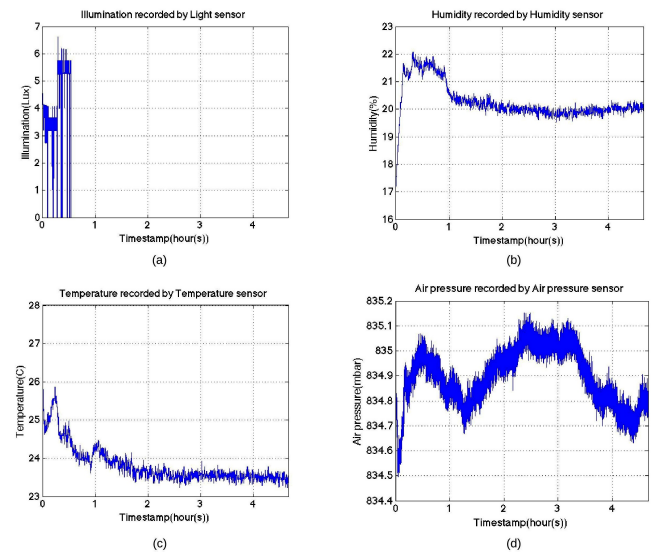 Illumination recorded by Light sensor
7
6
5
4
3
2
1
0
Illumination(Lux)
0 1 2 3 4
Timestamp(hour(s))
(a)
Humidity recorded by Humidity sensor
23
22
21
20
19
18
17
16
Humidity(%)
0 1 2 3 4
Timestamp(hour(s))
(b)
Temperature recorded by Temperature sensor
28
27
26
25
24
23
Temperature(C)
0 1 2 3 4
Timestamp(hour(s))
(c)
Air pressure recorded by Air pressure sensor
835.2
835.1
835
834.9
834.8
834.7
834.6
834.5
834.4
Air pressure(mbar)
0 1 2 3 4
Timestamp(hour(s))
(d)